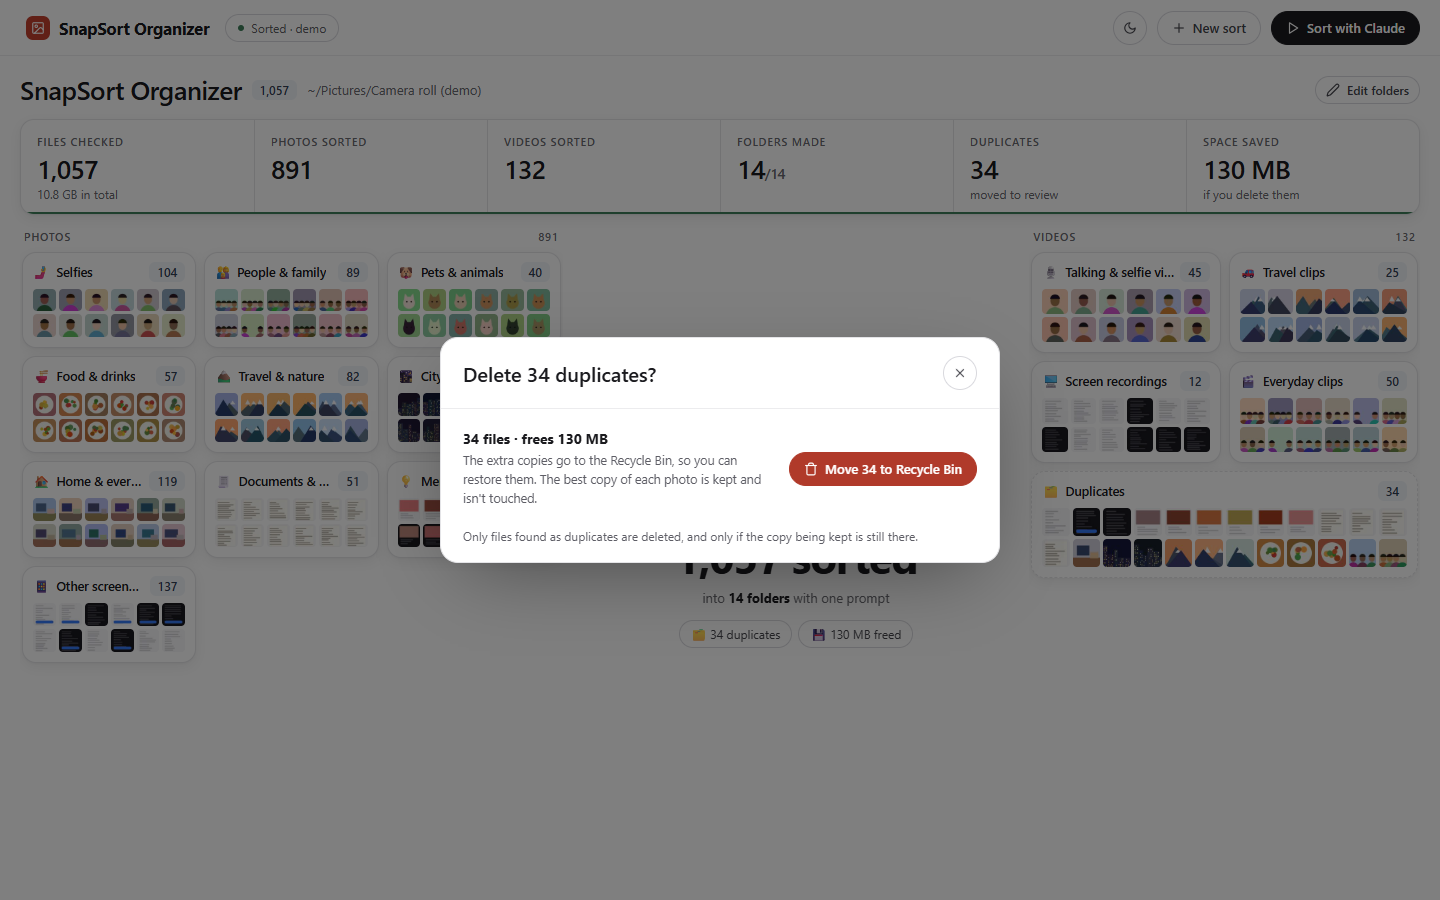 SnapSort Organizer
Sorted · demo
New sort
Sort with Claude
SnapSort Organizer
1,057
~/Pictures/Camera roll (demo)
Edit folders
FILES CHECKED
1,057
10.8 GB in total
PHOTOS SORTED
891
VIDEOS SORTED
132
FOLDERS MADE
14/14
DUPLICATES
34
moved to review
SPACE SAVED
130 MB
if you delete them
PHOTOS
891
Selfies
104
People & family
89
Pets & animals
40
Food & drinks
57
Travel & nature
82
City
Home & ever...
119
Documents & ...
51
Me
Other screen...
137
VIDEOS
132
Talking & selfie vi...
45
Travel clips
25
Screen recordings
12
Everyday clips
50
Duplicates
34
Delete 34 duplicates?
34 files · frees 130 MB
The extra copies go to the Recycle Bin, so you can
restore them. The best copy of each photo is kept and
isn't touched.
Move 34 to Recycle Bin
Only files found as duplicates are deleted, and only if the copy being kept is still there.
1,057 sorted
into 14 folders with one prompt
34 duplicates
130 MB freed